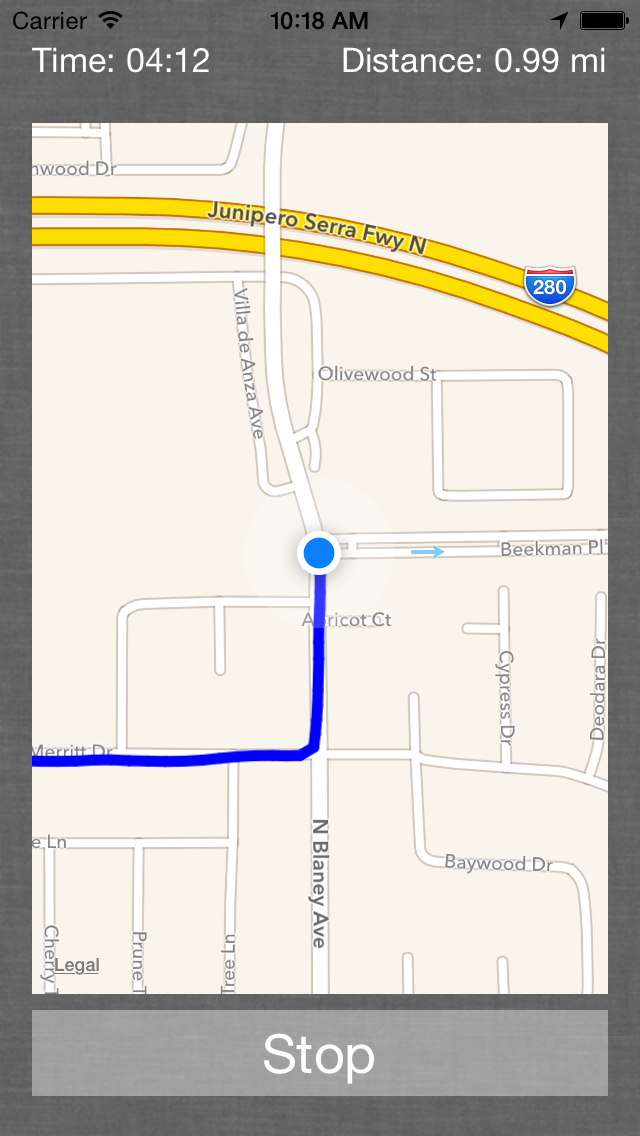 Carrier 10:18 AM
Time: 04:12 Distance: 0.99 mi
nwood Dr
Junipero Serra Fwy N
280
Villa de Anza Ave
Olivewood St
Beekman Pl
Apricot Ct
Cypress Dr
Deodara Dr
Merritt Dr
N Blaney Ave
e Ln
Baywood Dr
Cherry T
Prune T
Tree Ln
Legal
Stop